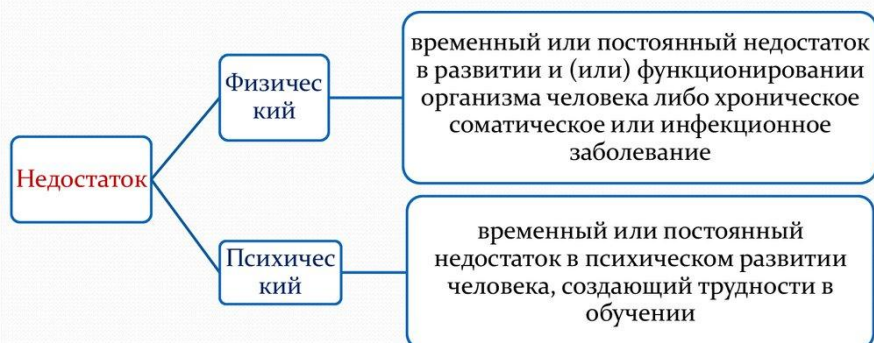 Недостаток
Физичес
кий
временный или постоянный недостаток
в развитии и (или) функционировании
организма человека либо хроническое
соматическое или инфекционное
заболевание
Психичес
кий
временный или постоянный
недостаток в психическом развитии
человека, создающий трудности в
обучении